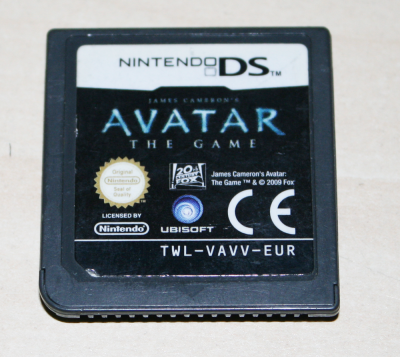 NINTENDO DS™
JAMES CAMERON'S
AVATAR
THE GAME
Original
Nintendo
Seal of
Quality
20th
CENTURY
FOX
James Cameron's Avatar:
The Game ™ & © 2009 Fox
CE
LICENSED BY
Nintendo
UBISOFT
TWL-VAVV-EUR